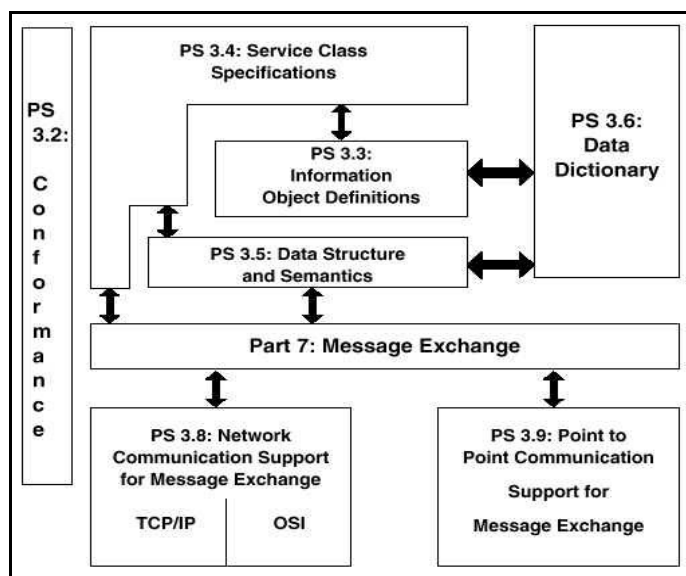 PS
3.2:
C
o
n
f
o
r
m
a
n
c
e
PS 3.4: Service Class
Specifications
PS 3.3:
Information
Object Definitions
PS 3.6:
Data
Dictionary
PS 3.5: Data Structure
and Semantics
Part 7: Message Exchange
PS 3.8: Network
Communication Support
for Message Exchange
TCP/IP
OSI
PS 3.9: Point to
Point Communication
Support for
Message Exchange